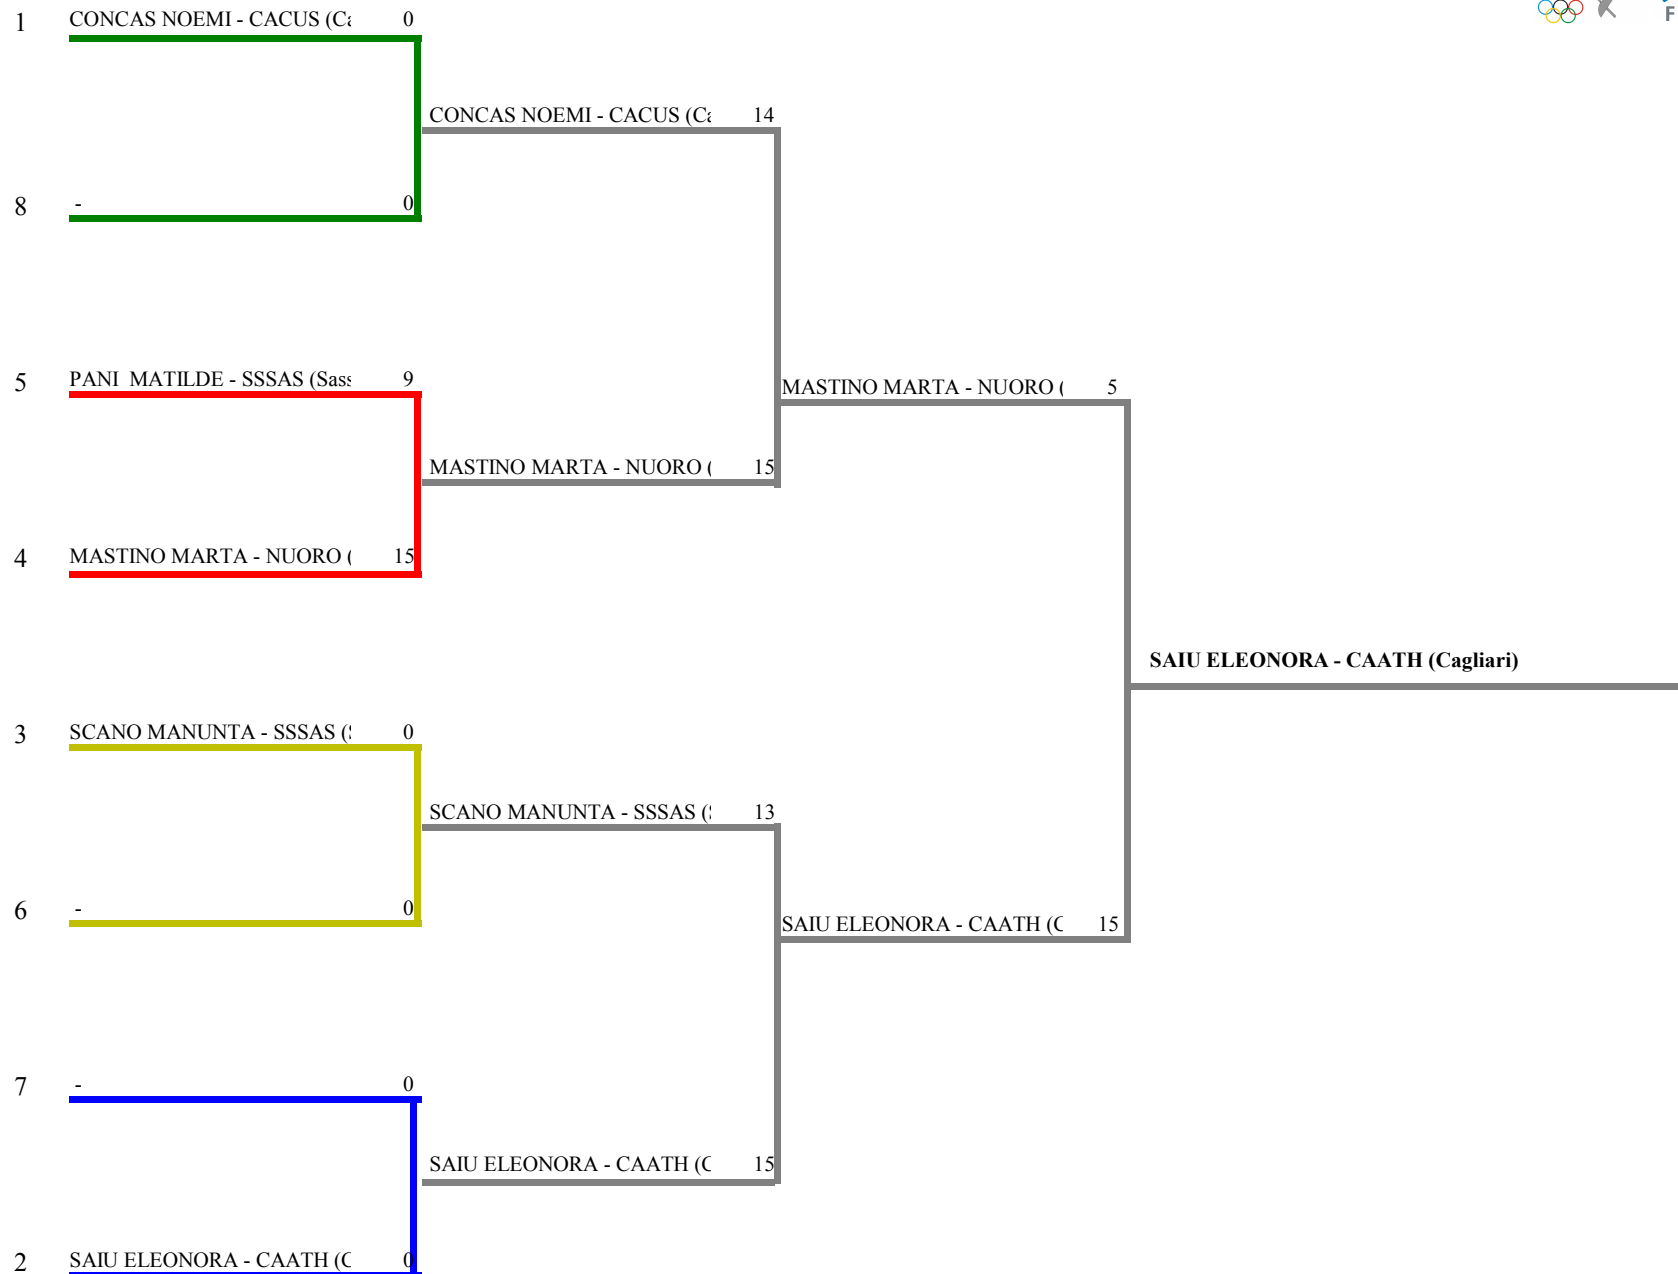 1 CONCAS NOEMI - CACUS (Ca 0
CONCAS NOEMI - CACUS (Ca 14
8 - 0
5 PANI MATILDE - SSSAS (Sass 9
MASTINO MARTA - NUORO ( 5
MASTINO MARTA - NUORO ( 15
4 MASTINO MARTA - NUORO ( 15
SAIU ELEONORA - CAATH (Cagliari)
3 SCANO MANUNTA - SSSAS (S 0
SCANO MANUNTA - SSSAS (S 13
6 - 0
SAIU ELEONORA - CAATH (C 15
7 - 0
SAIU ELEONORA - CAATH (C 15
2 SAIU ELEONORA - CAATH (C 0
F